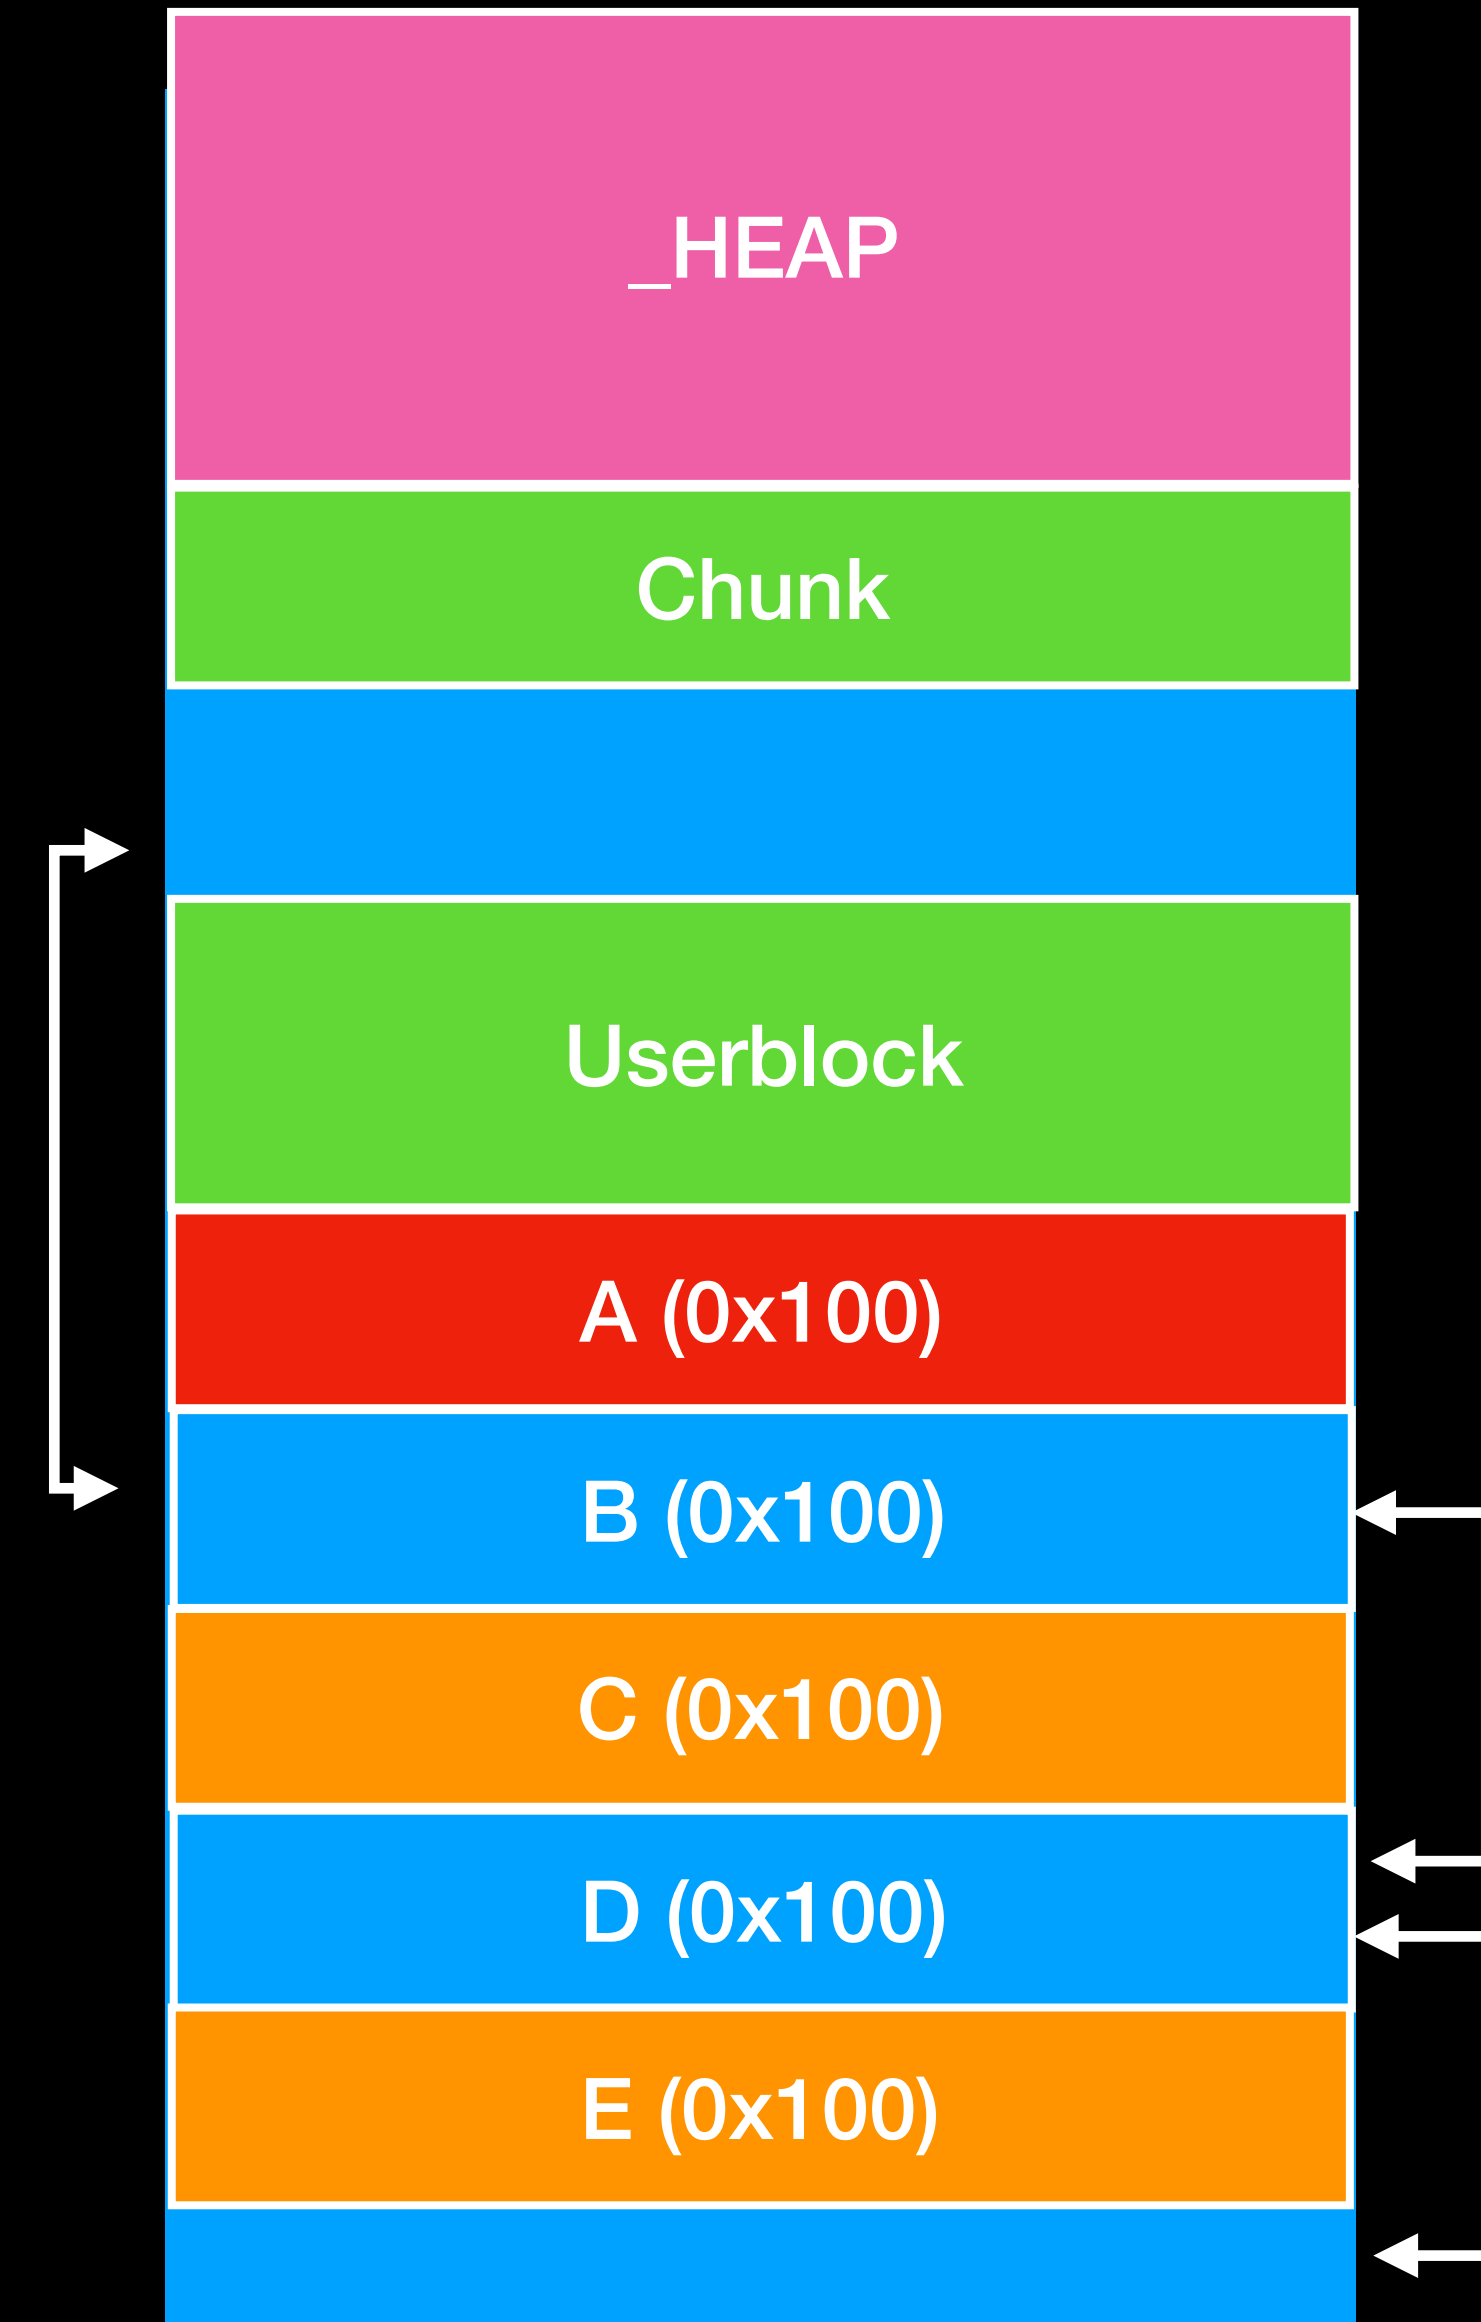 _HEAP
Chunk
Userblock
A (0x100)
B (0x100)
C (0x100)
D (0x100)
E (0x100)